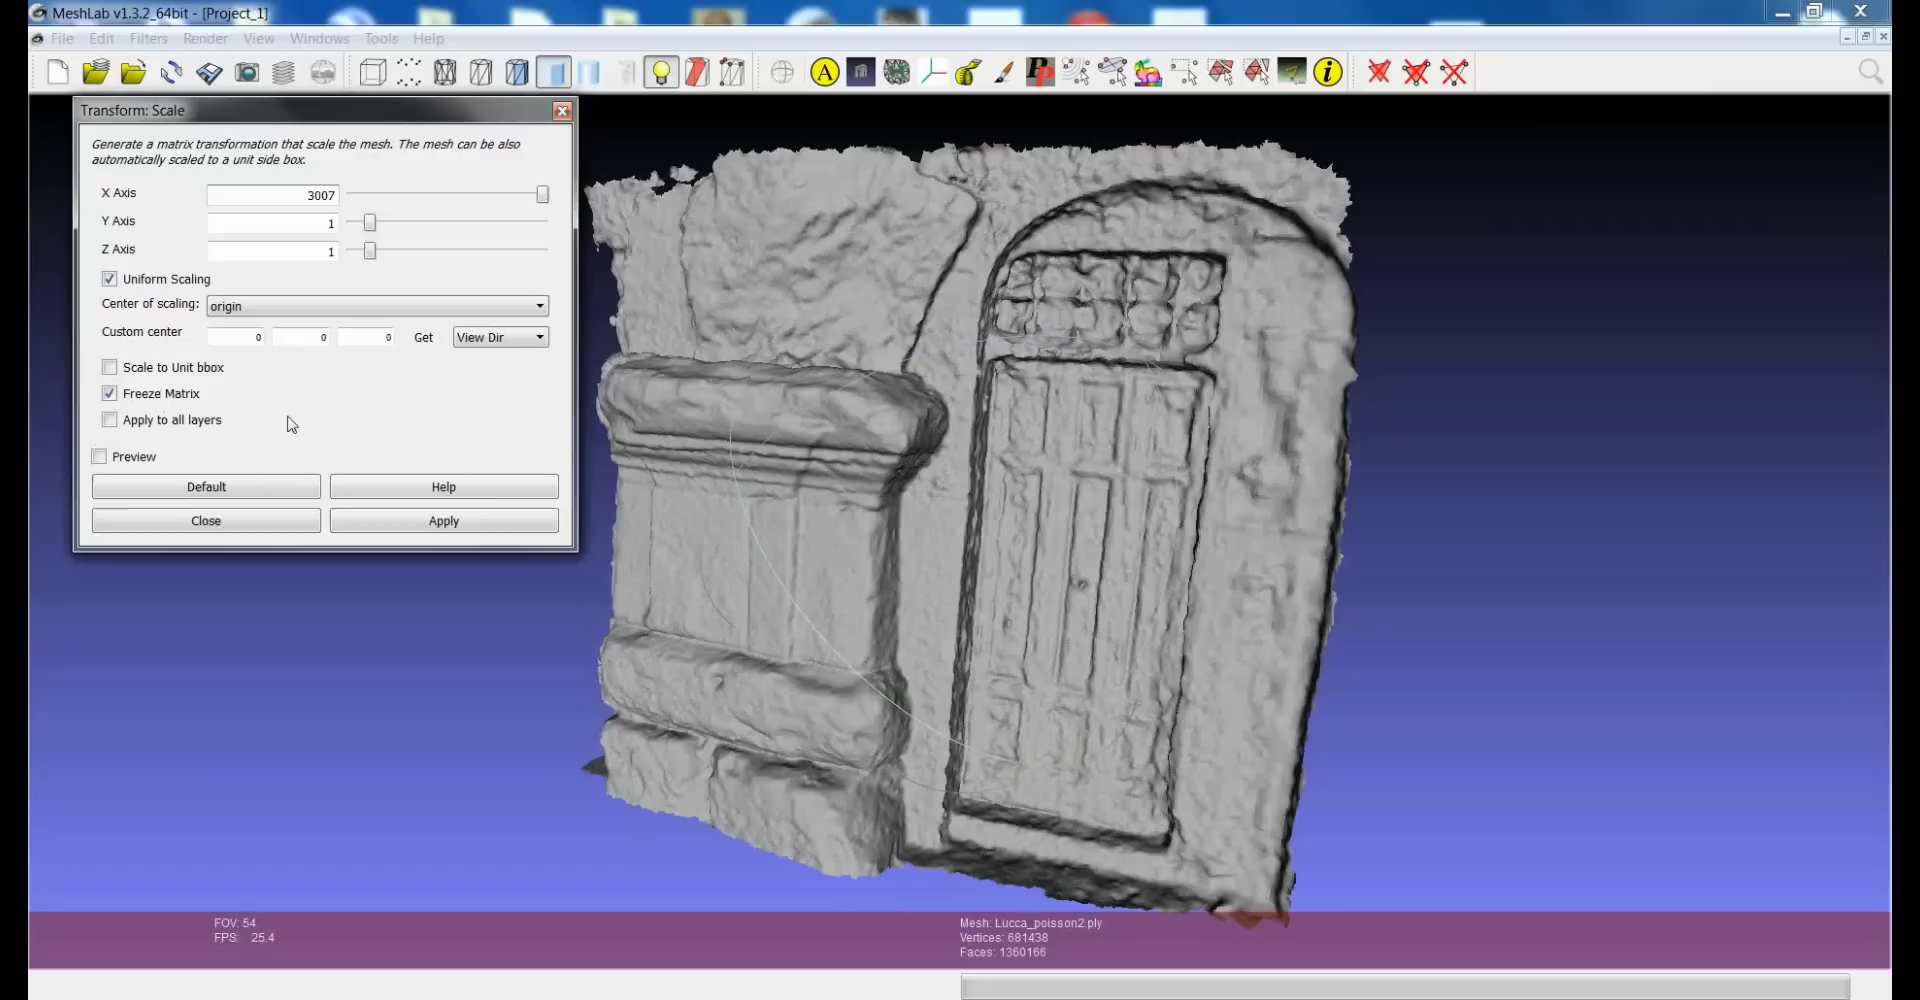 MeshLab v1.3.2_64bit - [Project_1]
File Edit Filters Render View Windows Tools Help
A
PP
i
Transform: Scale
Generate a matrix transformation that scale the mesh. The mesh can be also
automatically scaled to a unit side box.
X Axis 3007
Y Axis 1
Z Axis 1
Uniform Scaling
Center of scaling: origin
Custom center 0 0 0 Get View Dir
Scale to Unit bbox
Freeze Matrix
Apply to all layers
Preview
Default Help
Close Apply
FOV: 54
FPS: 25.4
Mesh: Lucca_poisson2.ply
Vertices: 681438
Faces: 1360166